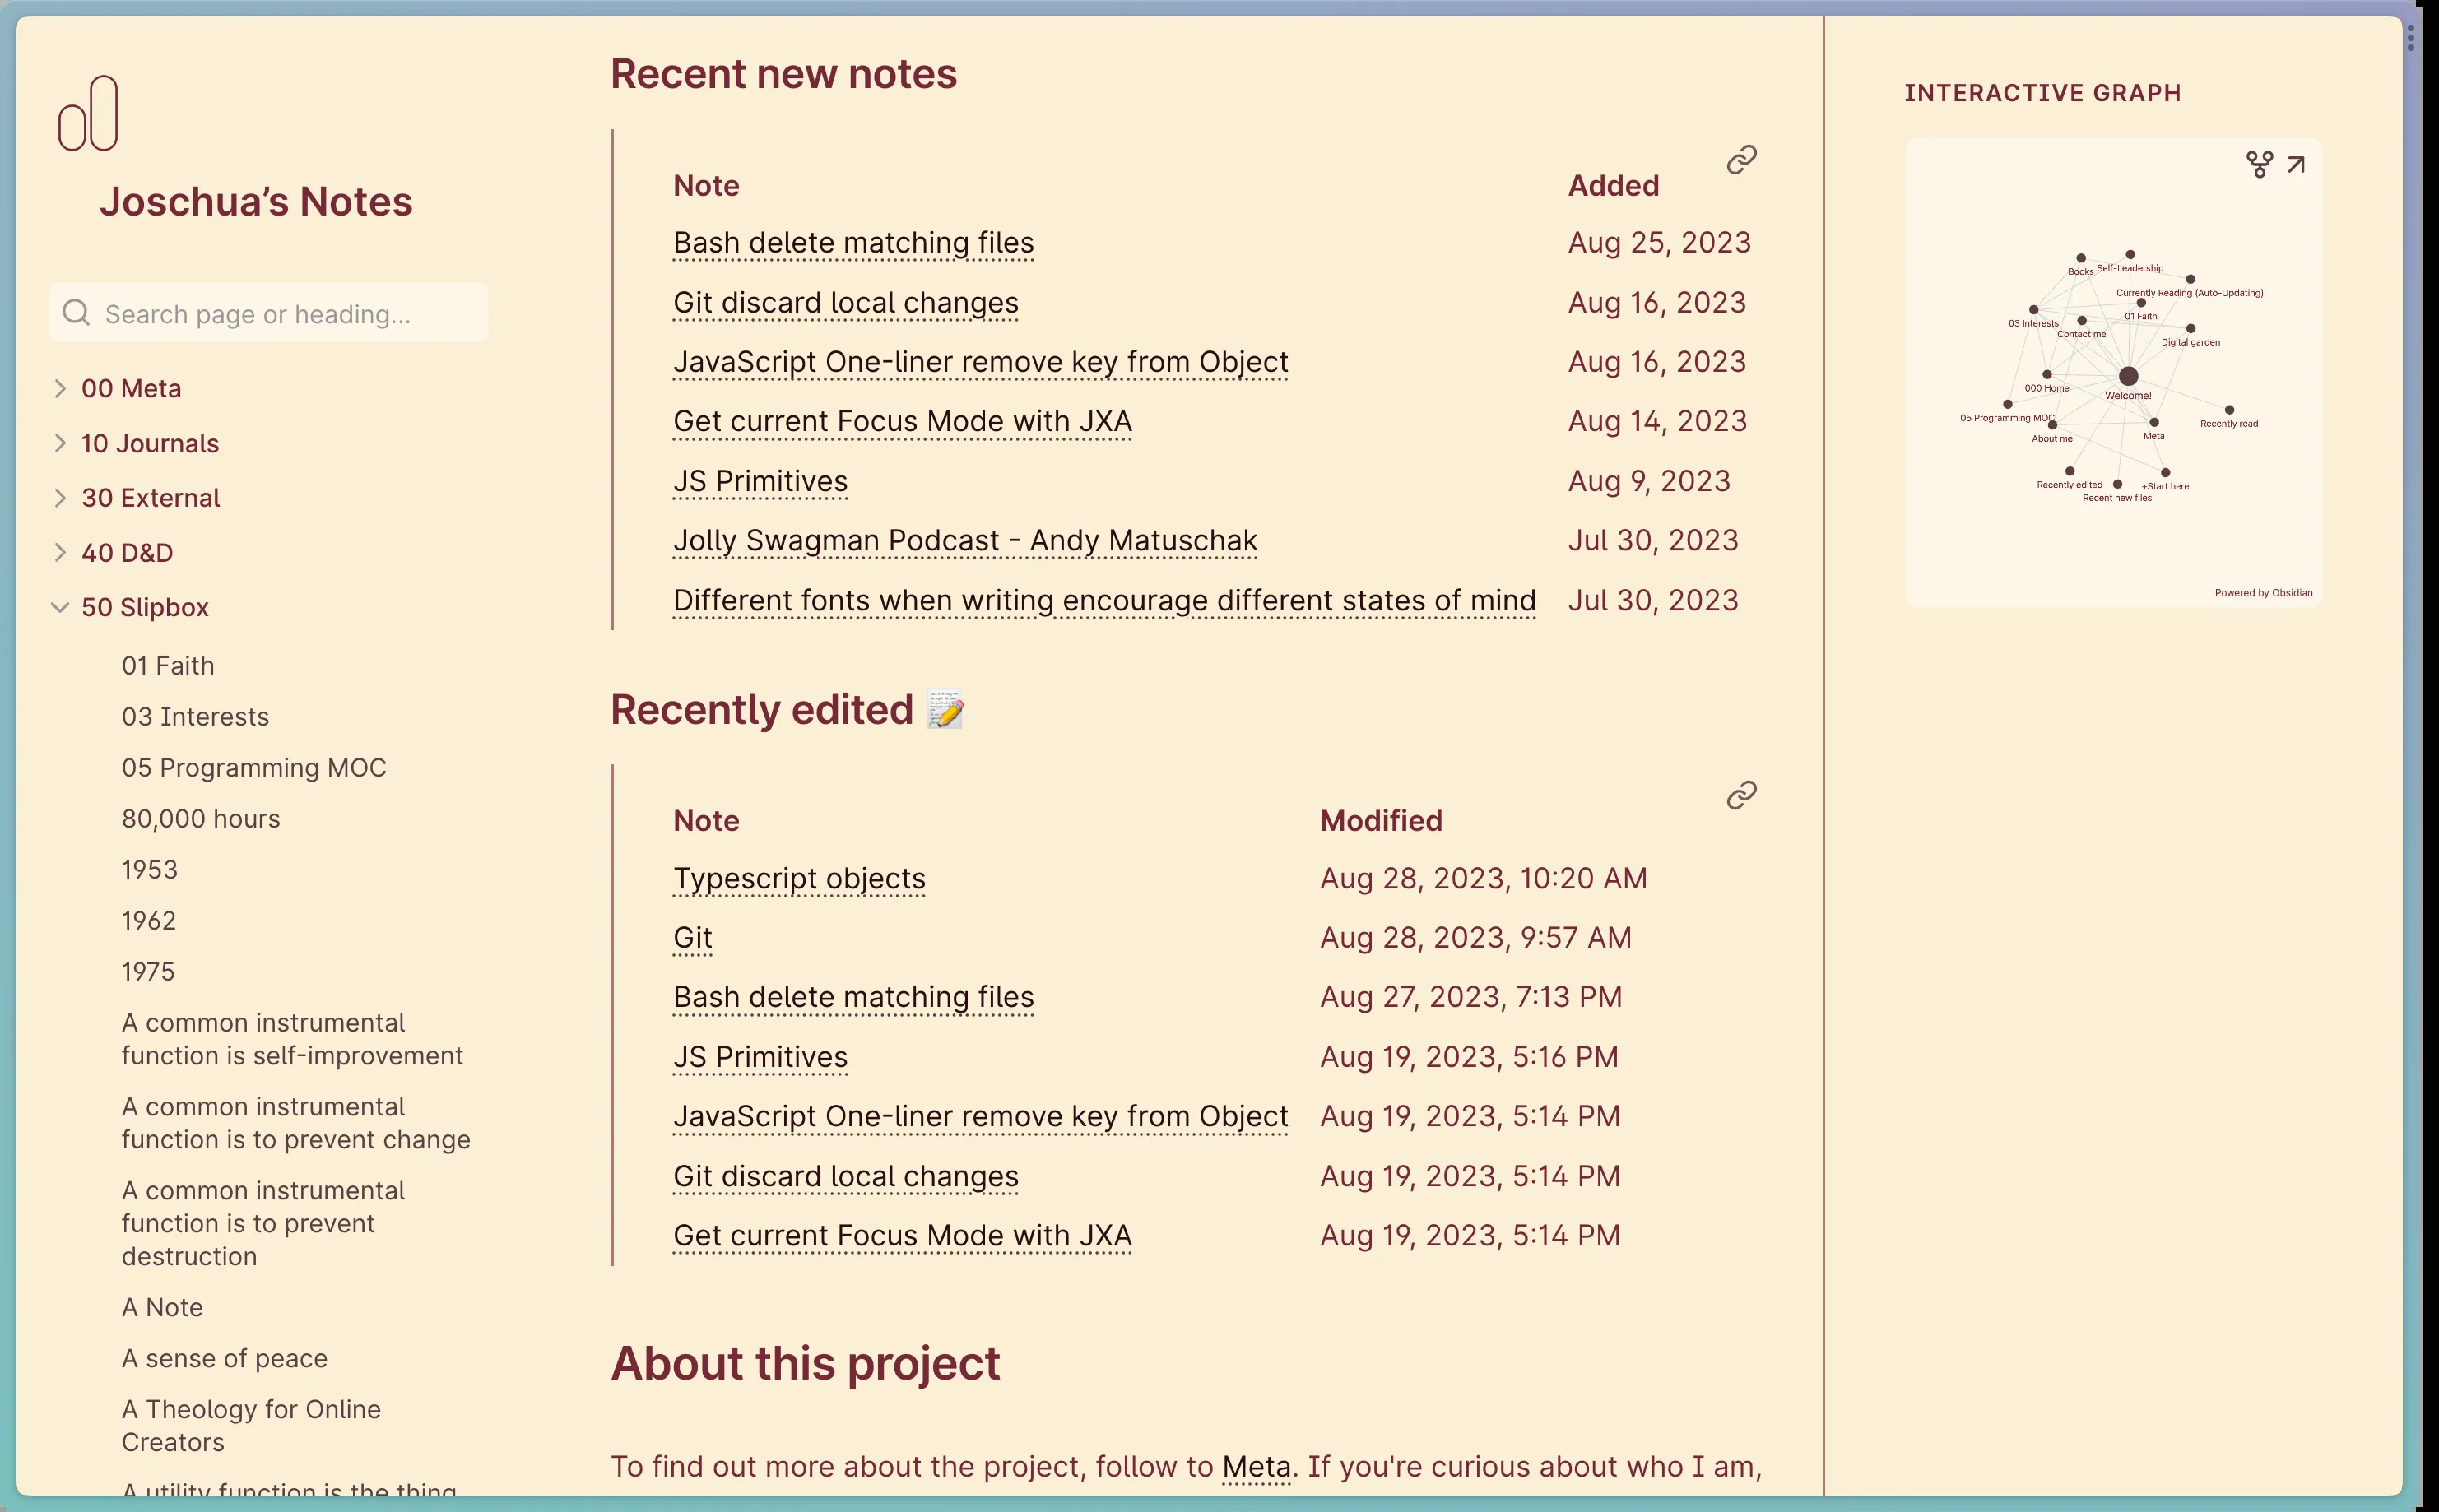 Joschua’s Notes
Search page or heading...
00 Meta
10 Journals
30 External
40 D&D
50 Slipbox
01 Faith
03 Interests
05 Programming MOC
80,000 hours
1953
1962
1975
A common instrumental
function is self-improvement
A common instrumental
function is to prevent change
A common instrumental
function is to prevent
destruction
A Note
A sense of peace
A Theology for Online
Creators
A utility function is the thing
Recent new notes
Note Added
Bash delete matching files Aug 25, 2023
Git discard local changes Aug 16, 2023
JavaScript One-liner remove key from Object Aug 16, 2023
Get current Focus Mode with JXA Aug 14, 2023
JS Primitives Aug 9, 2023
Jolly Swagman Podcast - Andy Matuschak Jul 30, 2023
Different fonts when writing encourage different states of mind Jul 30, 2023
Recently edited 📝
Note Modified
Typescript objects Aug 28, 2023, 10:20 AM
Git Aug 28, 2023, 9:57 AM
Bash delete matching files Aug 27, 2023, 7:13 PM
JS Primitives Aug 19, 2023, 5:16 PM
JavaScript One-liner remove key from Object Aug 19, 2023, 5:14 PM
Git discard local changes Aug 19, 2023, 5:14 PM
Get current Focus Mode with JXA Aug 19, 2023, 5:14 PM
About this project
To find out more about the project, follow to Meta. If you're curious about who I am,
INTERACTIVE GRAPH
Books
Self-Leadership
Currently Reading (Auto-Updating)
01 Faith
03 Interests
Contact me
Digital garden
000 Home
Welcome!
05 Programming MOC
Recently read
About me
Meta
Recently edited
+Start here
Recent new files
Powered by Obsidian